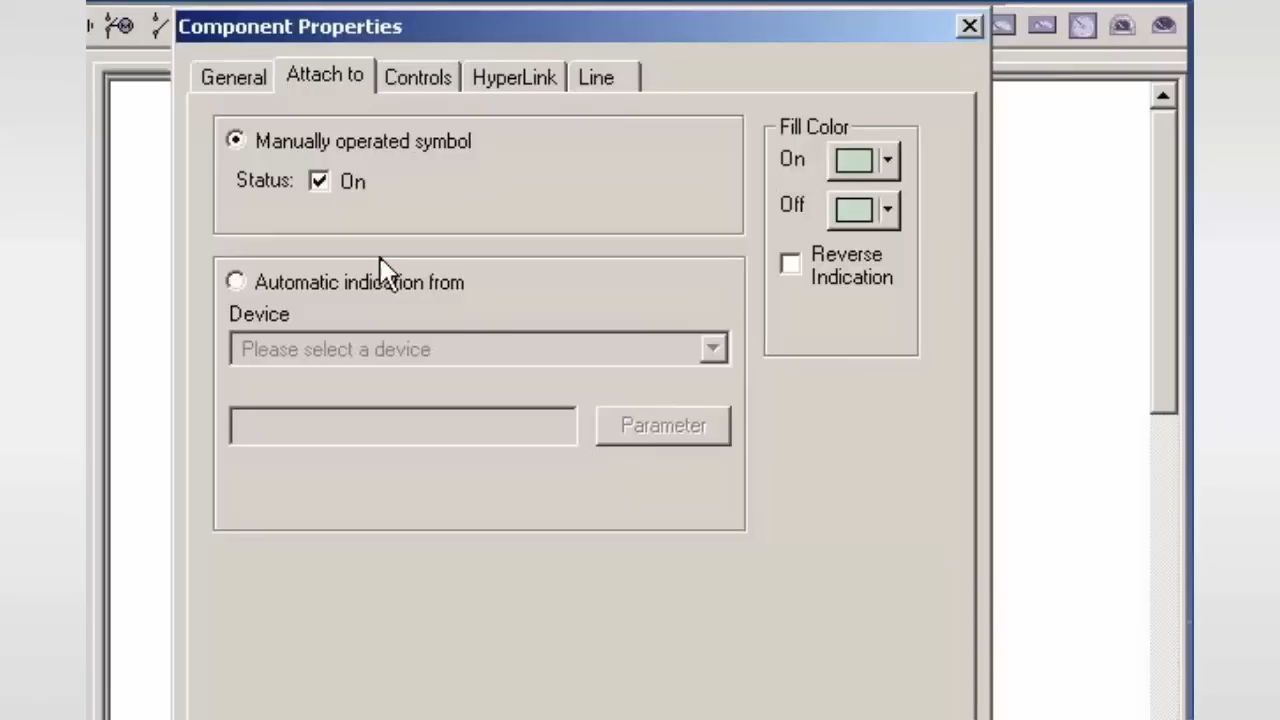 Component Properties
General Attach to Controls HyperLink Line
Manually operated symbol
Status: On
Automatic indication from
Device
Please select a device
Parameter
Fill Color
On
Off
Reverse
Indication